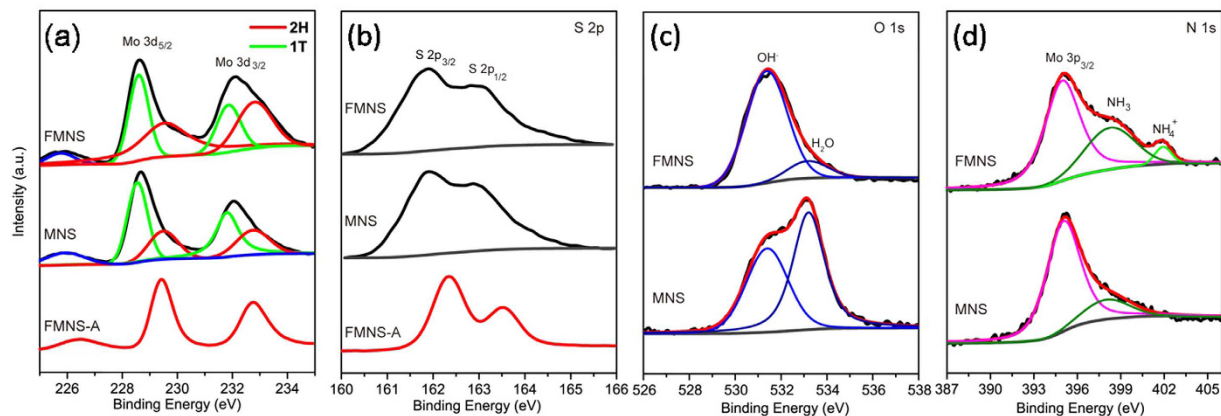 Intensity (a.u.)
(a)
2H
1T
Mo 3d5/2
Mo 3d3/2
FMNS
MNS
FMNS-A
226 228 230 232 234
Binding Energy (eV)
(b)
S 2p
S 2p3/2
S 2p1/2
FMNS
MNS
FMNS-A
160 161 162 163 164 165 166
Binding Energy (eV)
(c)
O 1s
OH-
H2O
FMNS
MNS
526 528 530 532 534 536 538
Binding Energy (eV)
(d)
N 1s
Mo 3p3/2
NH3
NH4+
FMNS
MNS
387 390 393 396 399 402 405
Binding Energy (eV)